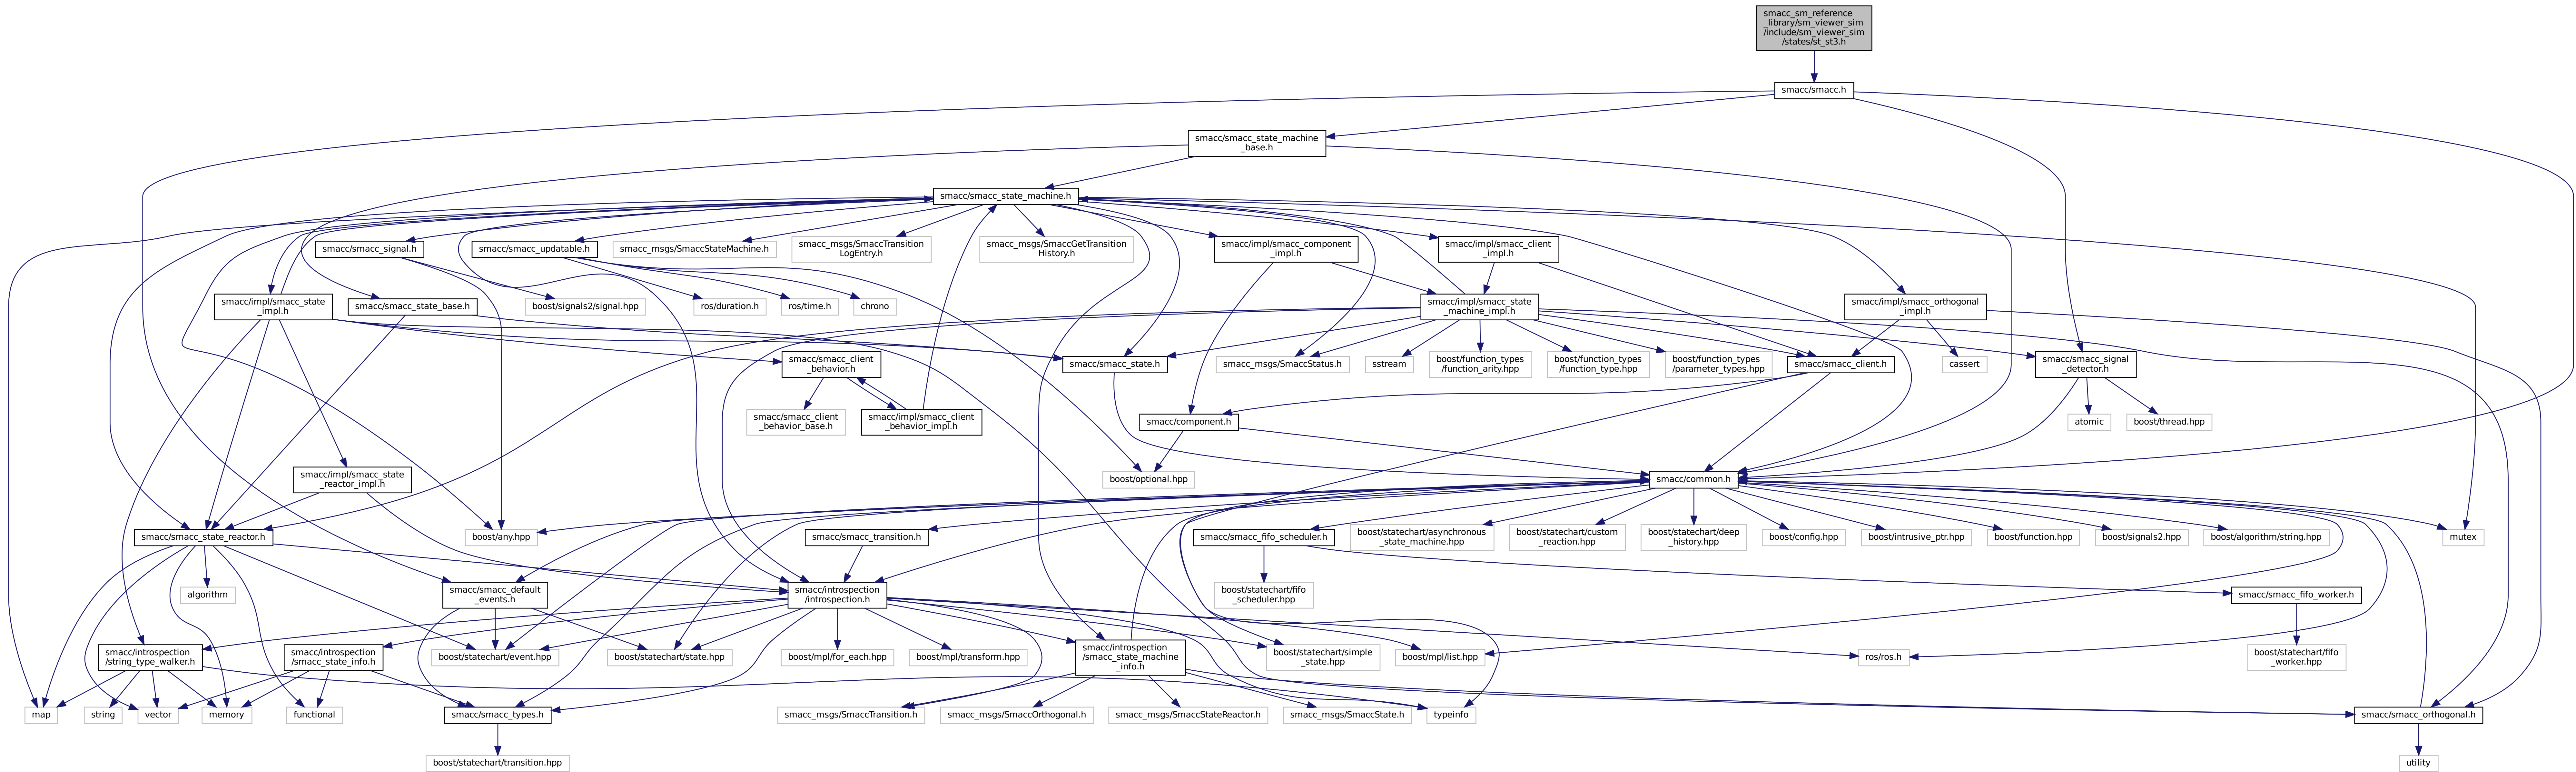 smacc_sm_reference
_library/sm_viewer_sim
/include/sm_viewer_sim
/states/st_st3.h
smacc/smacc.h
smacc/smacc_state_machine
_base.h
smacc/smacc_state_machine.h
smacc/smacc_signal.h
smacc/smacc_updatable.h
smacc_msgs/SmaccStateMachine.h
smacc_msgs/SmaccTransition
LogEntry.h
smacc_msgs/SmaccGetTransition
History.h
smacc/impl/smacc_component
_impl.h
smacc/impl/smacc_client
_impl.h
smacc/impl/smacc_state
_impl.h
smacc/smacc_state_base.h
boost/signals2/signal.hpp
ros/duration.h
ros/time.h
chrono
smacc/impl/smacc_state
_machine_impl.h
smacc/impl/smacc_orthogonal
_impl.h
smacc/smacc_client
_behavior.h
smacc/smacc_state.h
smacc_msgs/SmaccStatus.h
sstream
boost/function_types
/function_arity.hpp
boost/function_types
/function_type.hpp
boost/function_types
/parameter_types.hpp
smacc/smacc_client.h
cassert
smacc/smacc_signal
_detector.h
smacc/smacc_client
_behavior_base.h
smacc/impl/smacc_client
_behavior_impl.h
smacc/component.h
atomic
boost/thread.hpp
smacc/impl/smacc_state
_reactor_impl.h
boost/optional.hpp
smacc/common.h
smacc/smacc_state_reactor.h
boost/any.hpp
smacc/smacc_transition.h
smacc/smacc_fifo_scheduler.h
boost/statechart/asynchronous
_state_machine.hpp
boost/statechart/custom
_reaction.hpp
boost/statechart/deep
_history.hpp
boost/config.hpp
boost/intrusive_ptr.hpp
boost/function.hpp
boost/signals2.hpp
boost/algorithm/string.hpp
mutex
algorithm
smacc/smacc_default
_events.h
smacc/introspection
/introspection.h
boost/statechart/fifo
_scheduler.hpp
smacc/smacc_fifo_worker.h
smacc/introspection
/string_type_walker.h
smacc/introspection
/smacc_state_info.h
boost/statechart/event.hpp
boost/statechart/state.hpp
boost/mpl/for_each.hpp
boost/mpl/transform.hpp
smacc/introspection
/smacc_state_machine
_info.h
boost/statechart/simple
_state.hpp
boost/mpl/list.hpp
ros/ros.h
boost/statechart/fifo
_worker.hpp
map
string
vector
memory
functional
smacc/smacc_types.h
smacc_msgs/SmaccTransition.h
smacc_msgs/SmaccOrthogonal.h
smacc_msgs/SmaccStateReactor.h
smacc_msgs/SmaccState.h
typeinfo
smacc/smacc_orthogonal.h
boost/statechart/transition.hpp
utility